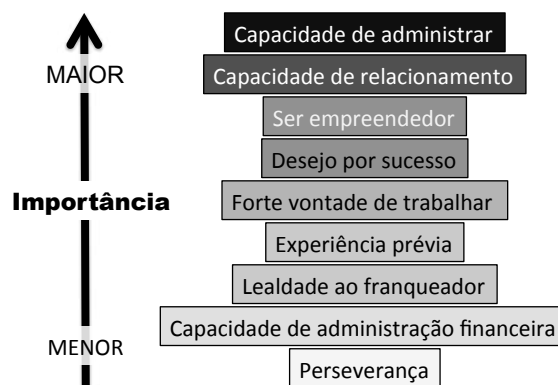 Capacidade de administrar
MAIOR
Capacidade de relacionamento
Ser empreendedor
Desejo por sucesso
Importância
Forte vontade de trabalhar
Experiência prévia
Lealdade ao franqueador
Capacidade de administração financeira
MENOR
Perseverança